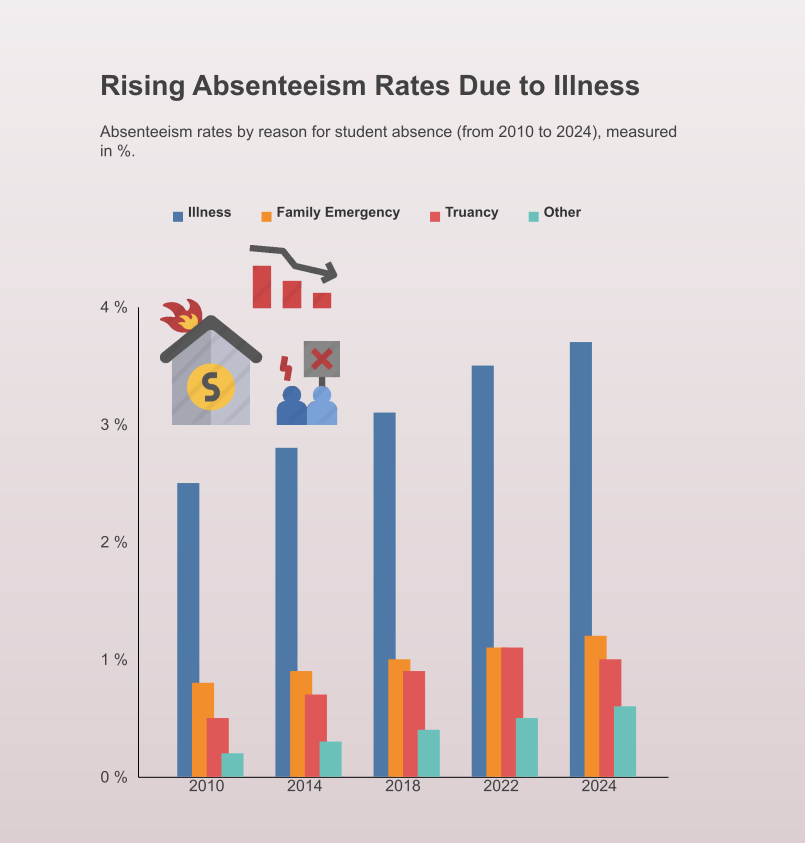 Rising Absenteeism Rates Due to Illness
Absenteeism rates by reason for student absence (from 2010 to 2024), measured
in %.
Illness Family Emergency Truancy Other
4 %
3 %
2 %
1 %
0 %
2010 2014 2018 2022 2024
S